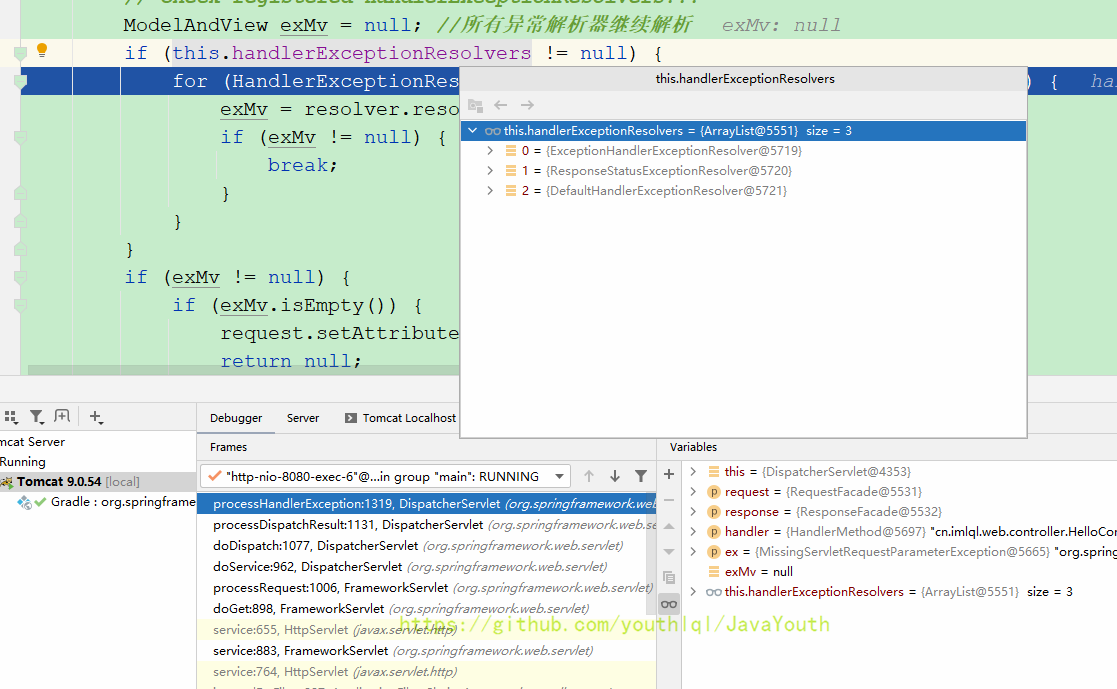 // Check registered HandlerExceptionResolvers...
ModelAndView exMv = null; //所有异常解析器继续解析 exMv: null
if (this.handlerExceptionResolvers != null) {
for (HandlerExceptionRes
) { ha
exMv = resolver.reso
if (exMv != null) {
break;
}
}
}
if (exMv != null) {
if (exMv.isEmpty()) {
request.setAttribute
return null;
this.handlerExceptionResolvers
this.handlerExceptionResolvers = {ArrayList@5551} size = 3
0 = {ExceptionHandlerExceptionResolver@5719}
1 = {ResponseStatusExceptionResolver@5720}
2 = {DefaultHandlerExceptionResolver@5721}
mcat Server
Running
Tomcat 9.0.54 [local]
Gradle : org.springframe
Debugger Server Tomcat Localhost
Frames
"http-nio-8080-exec-6"@...in group "main": RUNNING
processHandlerException:1319, DispatcherServlet (org.springframework.web
processDispatchResult:1131, DispatcherServlet (org.springframework.web.se
doDispatch:1077, DispatcherServlet (org.springframework.web.servlet)
doService:962, DispatcherServlet (org.springframework.web.servlet)
processRequest:1006, FrameworkServlet (org.springframework.web.servlet)
doGet:898, FrameworkServlet (org.springframework.web.servlet)
service:655, HttpServlet (javax.servlet.http)
service:883, FrameworkServlet (org.springframework.web.servlet)
service:764, HttpServlet (javax.servlet.http)
Variables
this = {DispatcherServlet@4353}
request = {RequestFacade@5531}
response = {ResponseFacade@5532}
handler = {HandlerMethod@5697} "cn.imlql.web.controller.HelloCon
ex = {MissingServletRequestParameterException@5665} "org.spring
exMv = null
this.handlerExceptionResolvers = {ArrayList@5551} size = 3
https://github.com/youthlql/JavaYouth